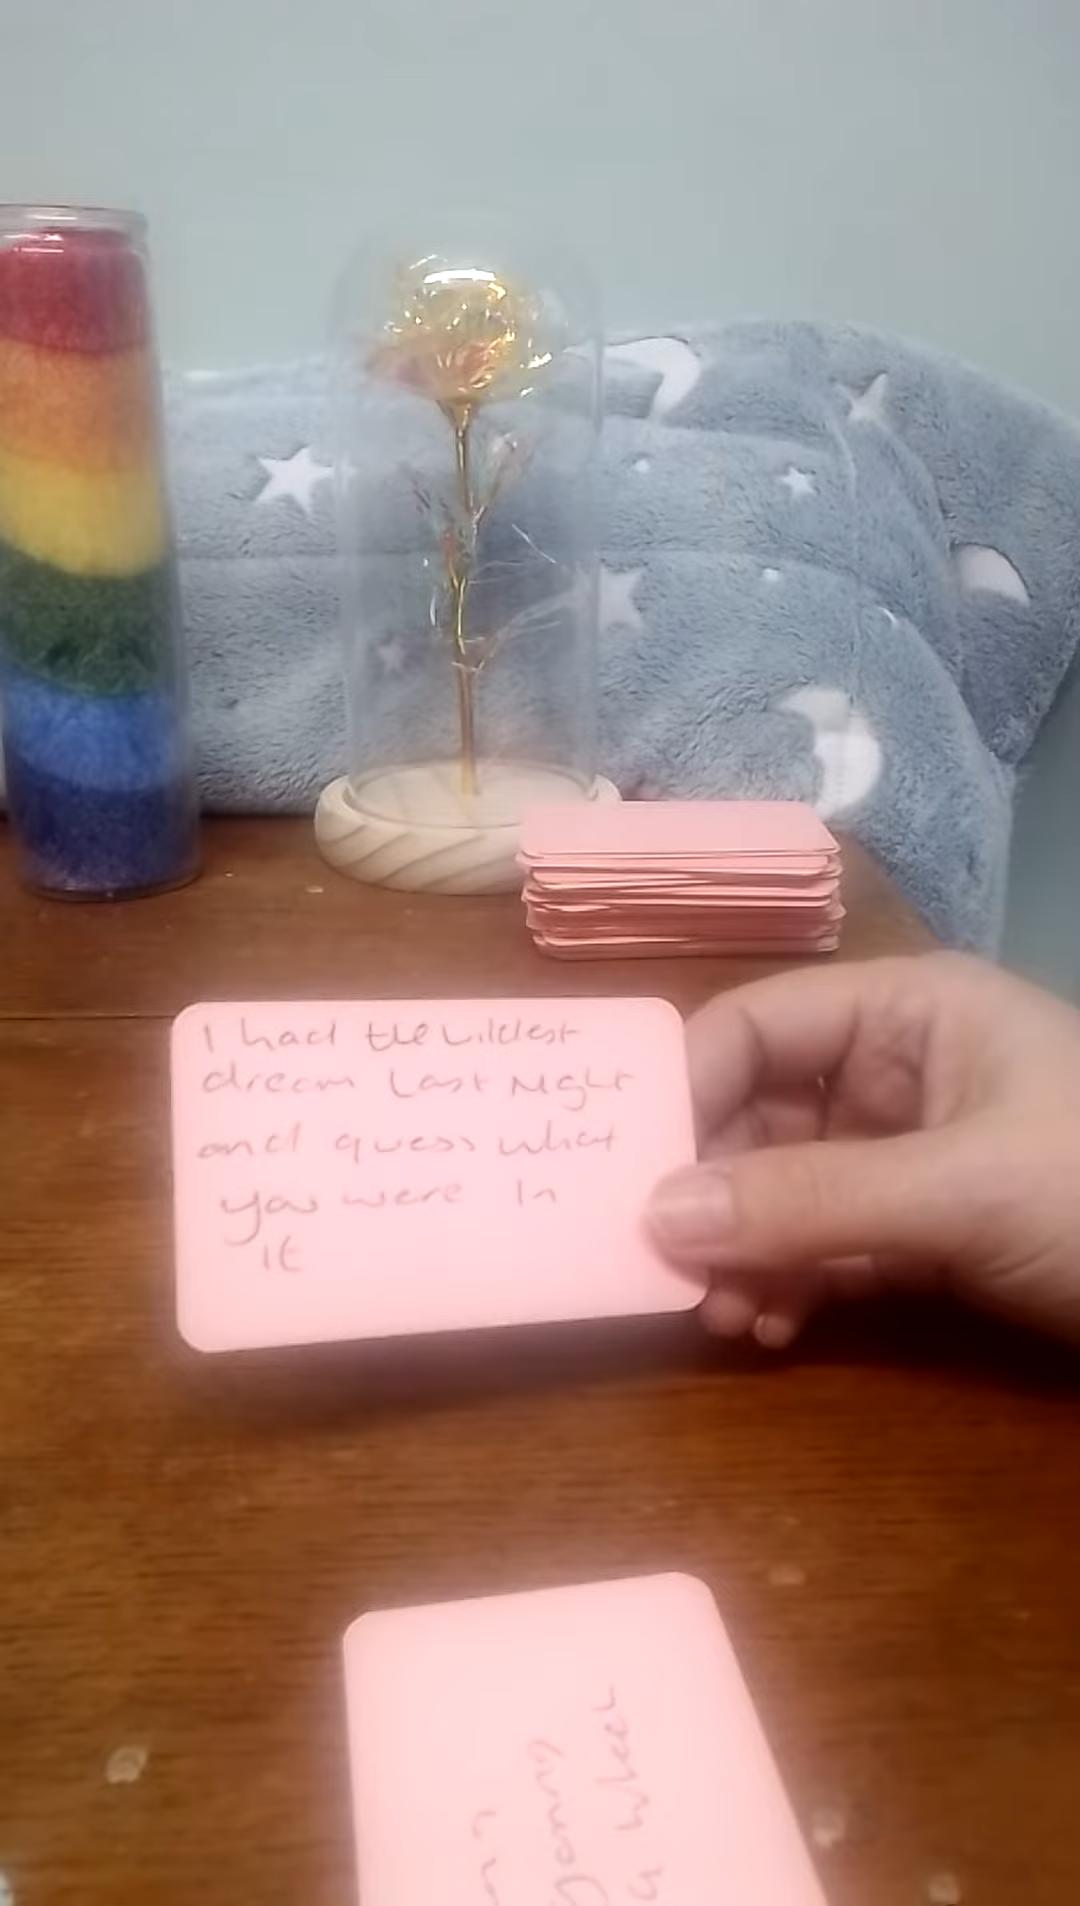 I had the wildest
dream last night
and guess what
you were in
it